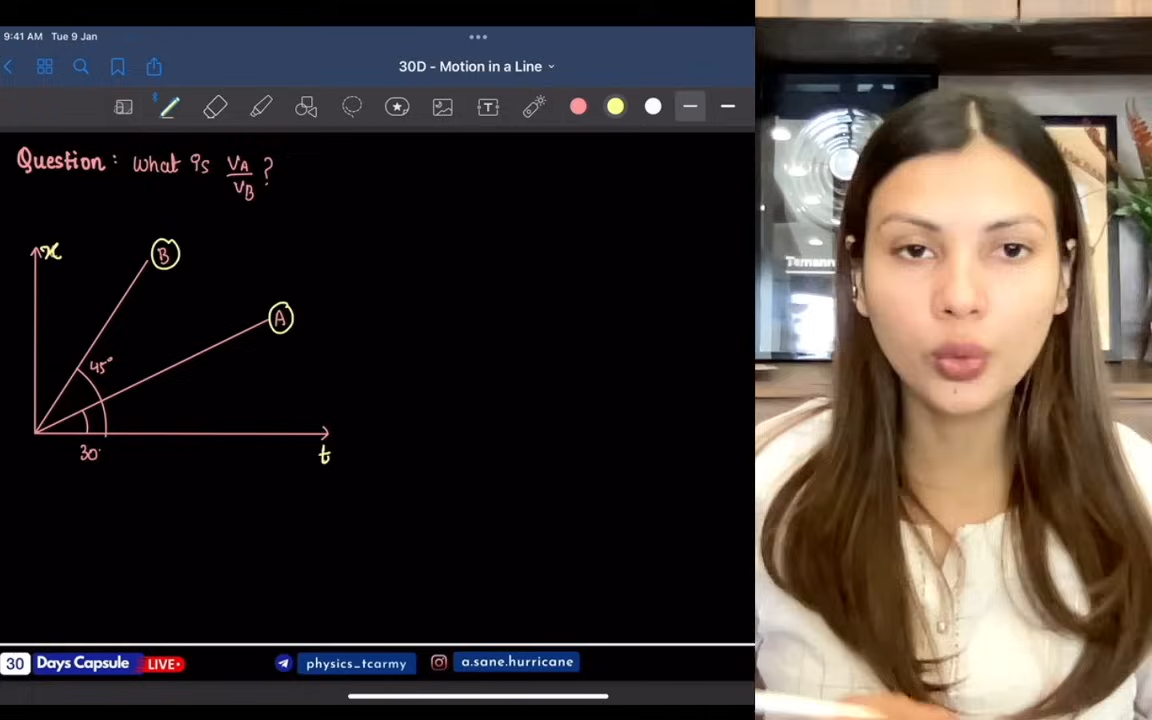 9:41 AM Tue 9 Jan
30D - Motion in a Line
T
Question: What is vA/vB?
x
B
A
45°
30°
t
30 Days Capsule LIVE
physics_tcarmy
a.sane.hurricane